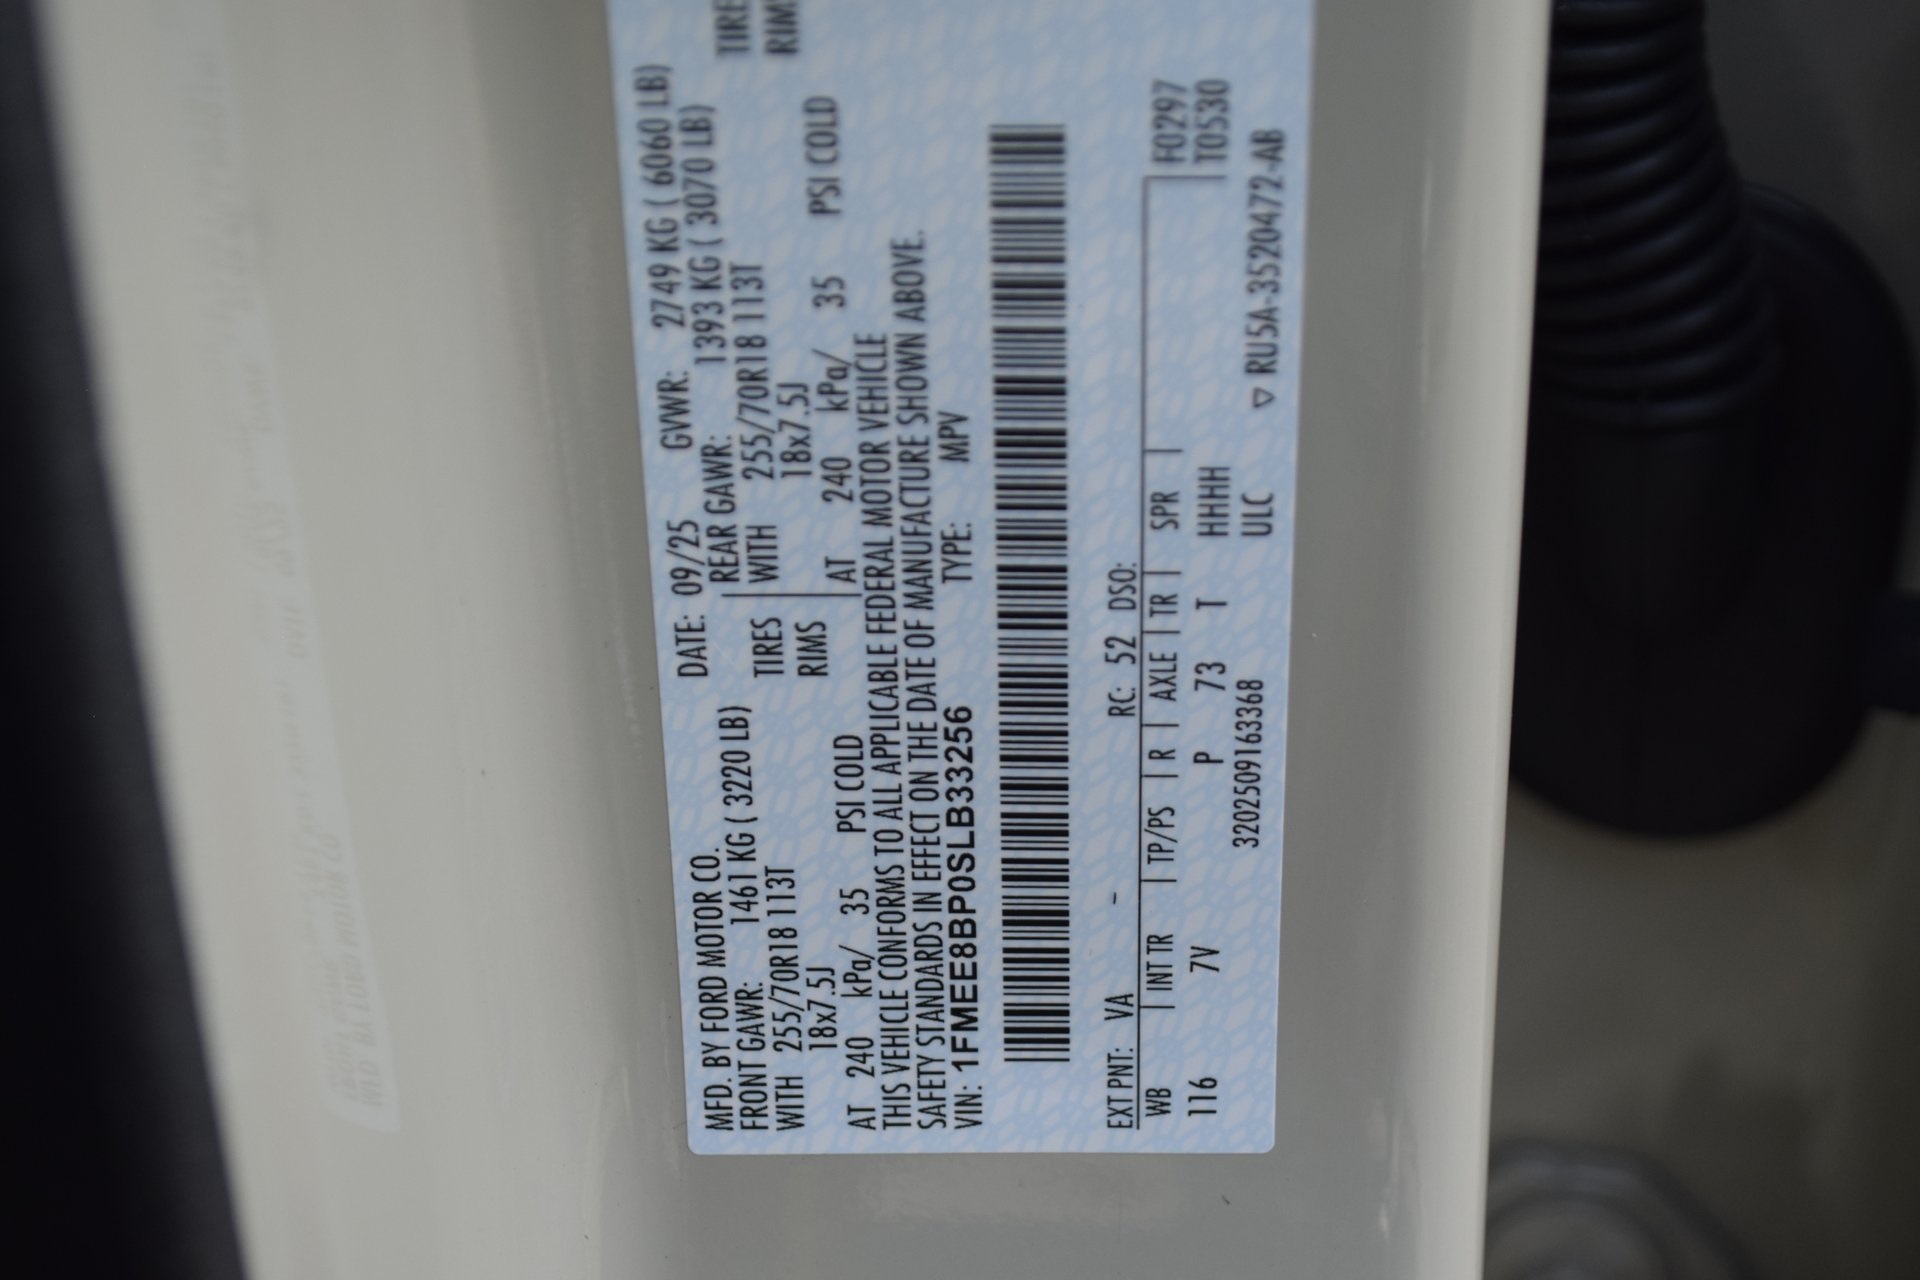 MFD. BY FORD MOTOR CO. DATE: 09/25 GVWR: 2749 KG ( 6060 LB)
FRONT GAWR: 1461 KG ( 3220 LB) REAR GAWR: 1393 KG ( 3070 LB)
WITH 255/70R18 113T TIRES WITH 255/70R18 113T TIRE
18x7.5J RIMS 18x7.5J RIMS
AT 240 kPa/ 35 PSI COLD AT 240 kPa/ 35 PSI COLD
THIS VEHICLE CONFORMS TO ALL APPLICABLE FEDERAL MOTOR VEHICLE
SAFETY STANDARDS IN EFFECT ON THE DATE OF MANUFACTURE SHOWN ABOVE.
VIN: 1FMEE8BP0SLB33256 TYPE: MPV
EXT PNT: VA - RC: 52 DSO:
WB | INT TR | TP/PS | R | AXLE | TR | SPR | F0297
116 7V P 73 T HHHH T0530
3202509163368 ULC ▽ RU5A-3520472-AB